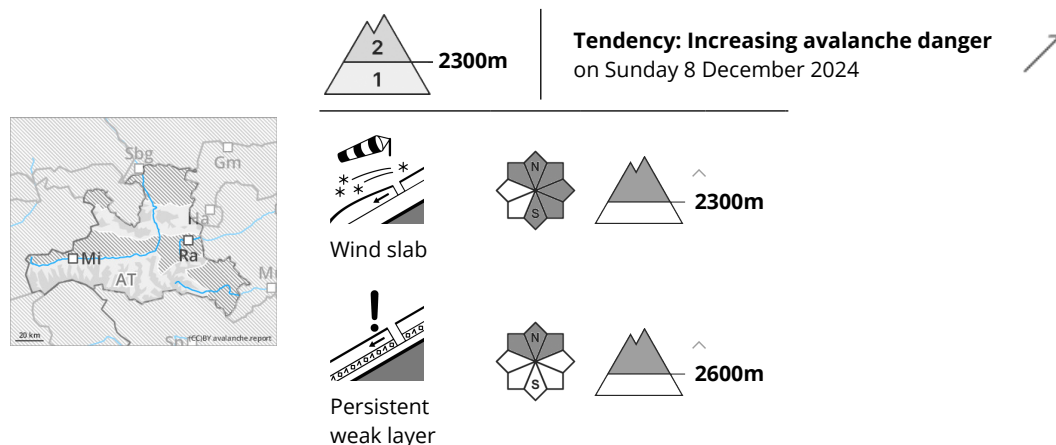 2
1
2300m
Tendency: Increasing avalanche danger
on Sunday 8 December 2024
Sbg
Gm
Ha
Mi
Ra
AT
20 km
(CC)BY avalanche.report
N
S
2300m
Wind slab
N
S
2600m
Persistent
weak layer